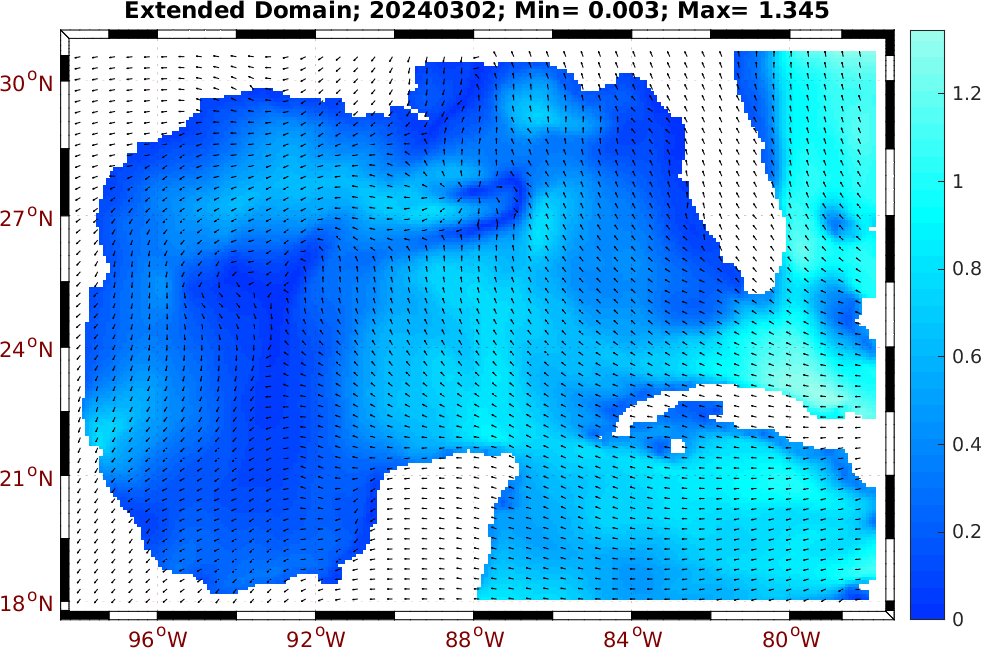 Extended Domain; 20240302; Min= 0.003; Max= 1.345
30°N
27°N
24°N
21°N
18°N
96°W
92°W
88°W
84°W
80°W
1.2
1
0.8
0.6
0.4
0.2
0